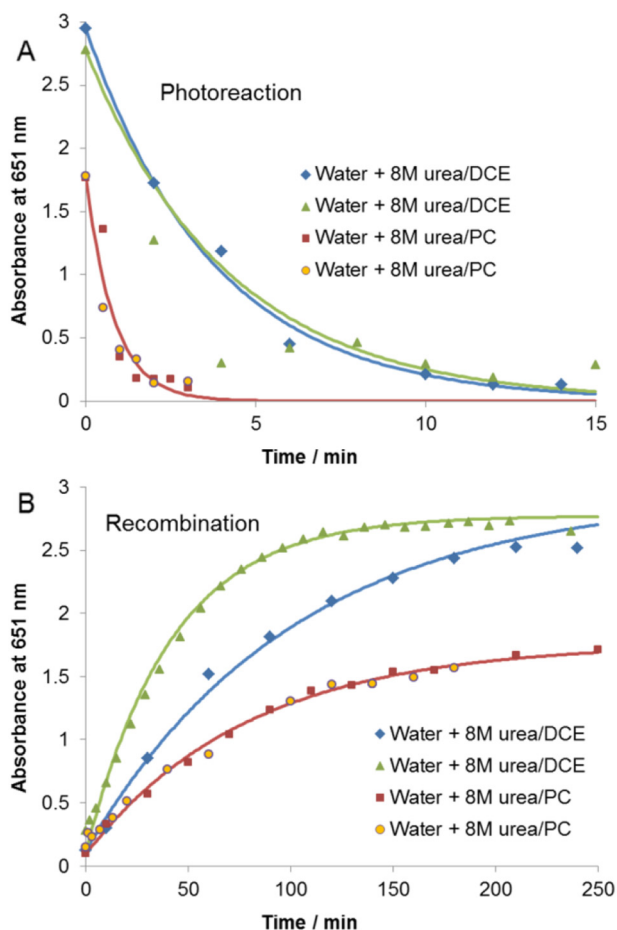 A
3
2.5
2
1.5
1
0.5
0
Absorbance at 651 nm
Photoreaction
Water + 8M urea/DCE
Water + 8M urea/DCE
Water + 8M urea/PC
Water + 8M urea/PC
0 5 10 15
Time / min
B
3
2.5
2
1.5
1
0.5
0
Absorbance at 651 nm
Recombination
Water + 8M urea/DCE
Water + 8M urea/DCE
Water + 8M urea/PC
Water + 8M urea/PC
0 50 100 150 200 250
Time / min